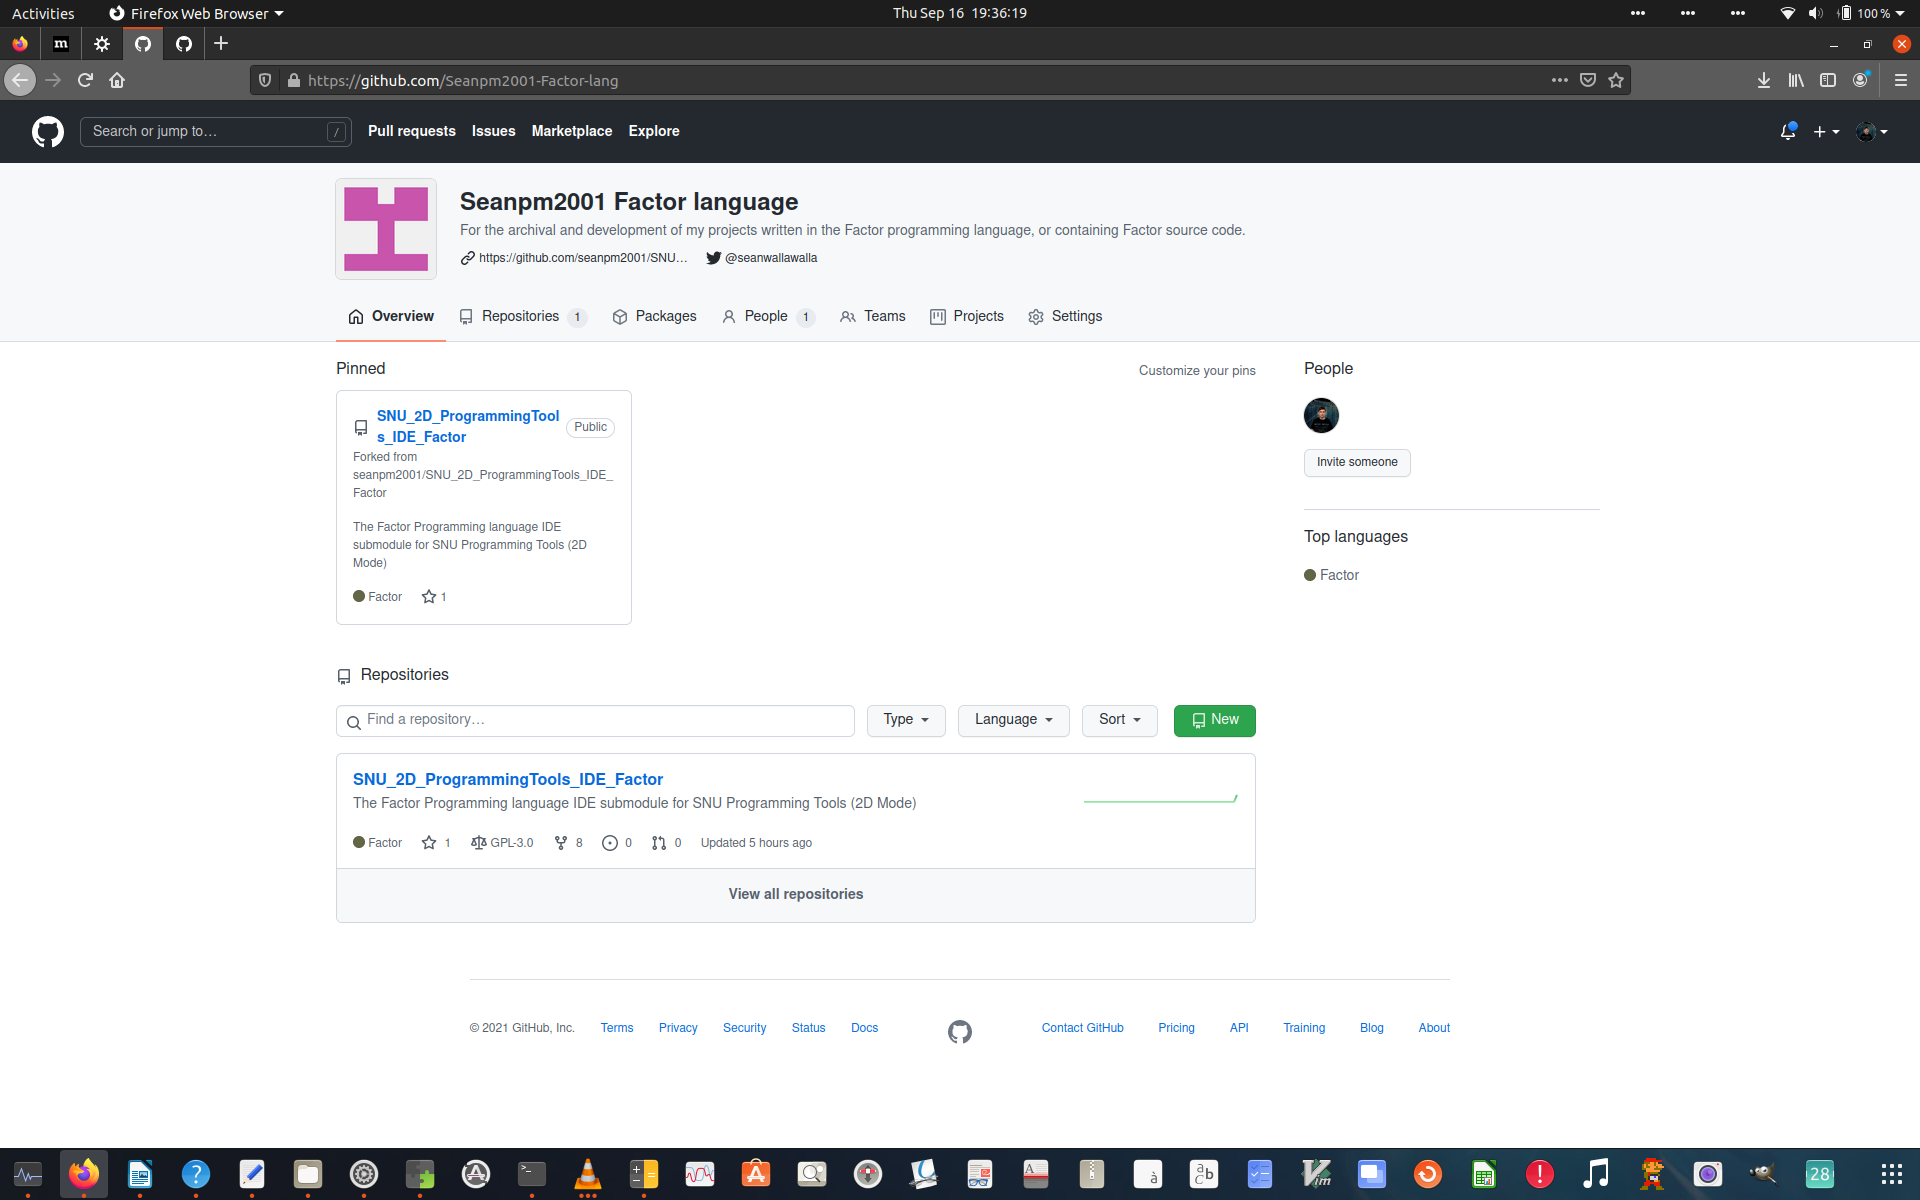 Activities
Firefox Web Browser
Thu Sep 16 19:36:19
100 %
m
https://github.com/Seanpm2001-Factor-lang
Search or jump to…
/
Pull requests
Issues
Marketplace
Explore
Seanpm2001 Factor language
For the archival and development of my projects written in the Factor programming language, or containing Factor source code.
https://github.com/seanpm2001/SNU…
@seanwallawalla
Overview
Repositories 1
Packages
People 1
Teams
Projects
Settings
Pinned
Customize your pins
SNU_2D_ProgrammingTool
s_IDE_Factor
Public
Forked from
seanpm2001/SNU_2D_ProgrammingTools_IDE_
Factor
The Factor Programming language IDE
submodule for SNU Programming Tools (2D
Mode)
Factor 1
People
Invite someone
Top languages
Factor
Repositories
Find a repository…
Type
Language
Sort
New
SNU_2D_ProgrammingTools_IDE_Factor
The Factor Programming language IDE submodule for SNU Programming Tools (2D Mode)
Factor 1 GPL-3.0 8 0 0 Updated 5 hours ago
View all repositories
© 2021 GitHub, Inc.
Terms
Privacy
Security
Status
Docs
Contact GitHub
Pricing
API
Training
Blog
About
28